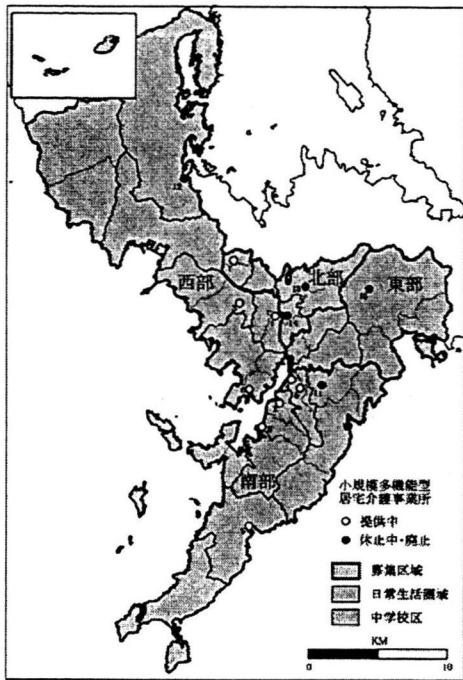 西部
北部
東部
南部
小規模多機能型
居宅介護事業所
提供中
休止中・廃止
募集区域
日常生活圏域
中学校区
KM
0
10